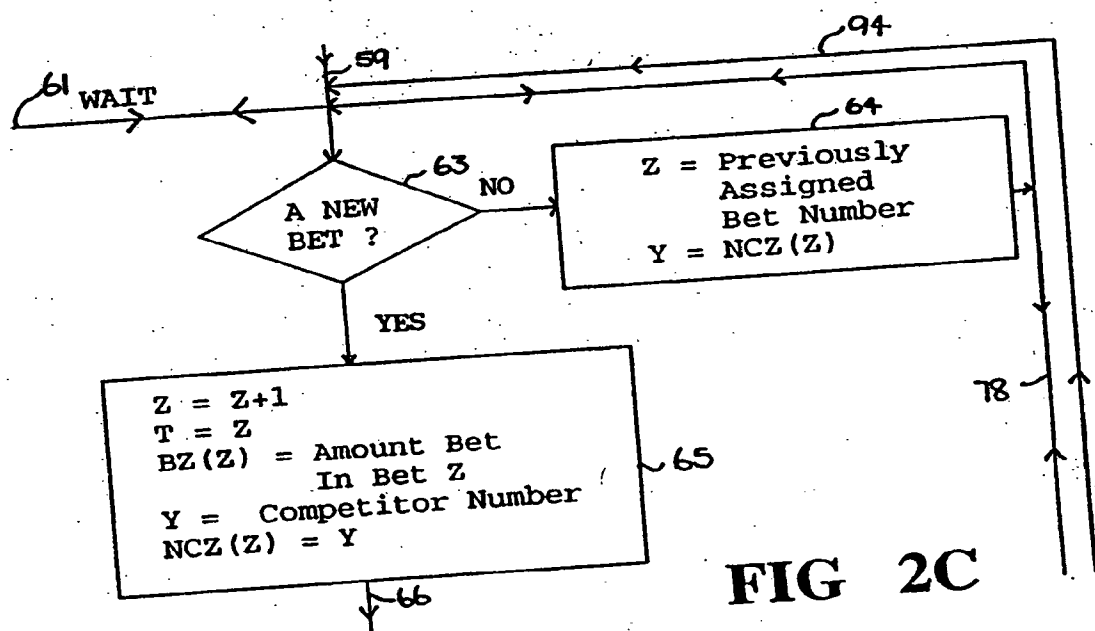 94
59
61
WAIT
64
63
NO
Z = Previously
Assigned
Bet Number
Y = NCZ(Z)
A NEW
BET ?
YES
78
Z = Z+1
T = Z
BZ(Z) = Amount Bet
In Bet Z
Y = Competitor Number
NCZ(Z) = Y
65
66
FIG 2C